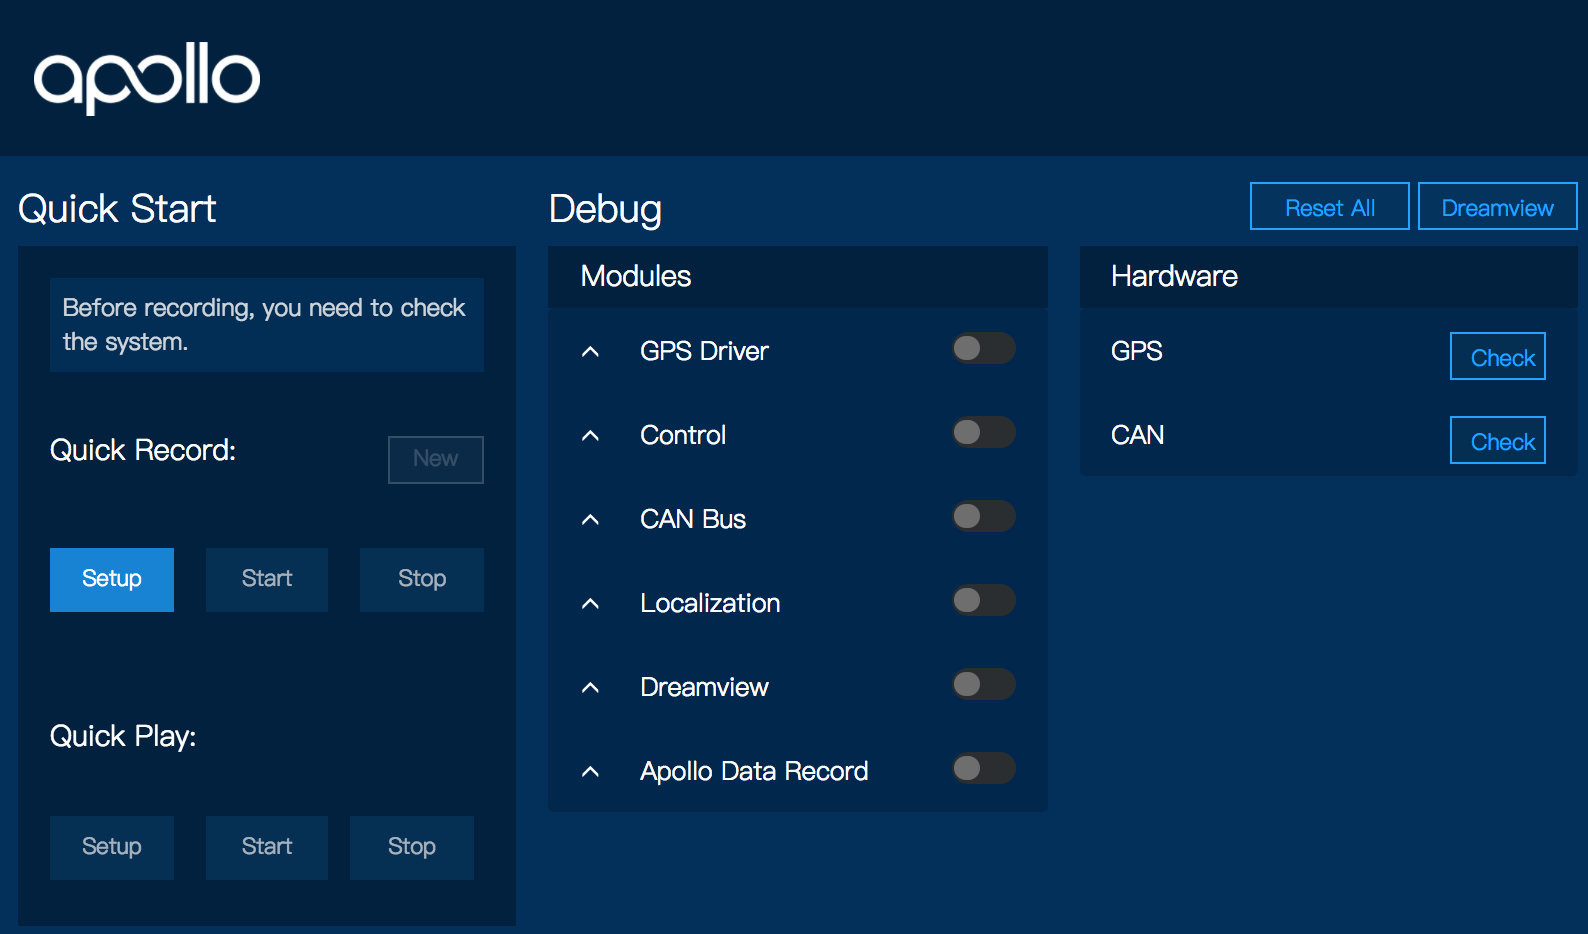 apollo
Quick Start
Before recording, you need to check
the system.
Quick Record:
New
Setup
Start
Stop
Quick Play:
Setup
Start
Stop
Debug
Reset All
Dreamview
Modules
GPS Driver
Control
CAN Bus
Localization
Dreamview
Apollo Data Record
Hardware
GPS
Check
CAN
Check